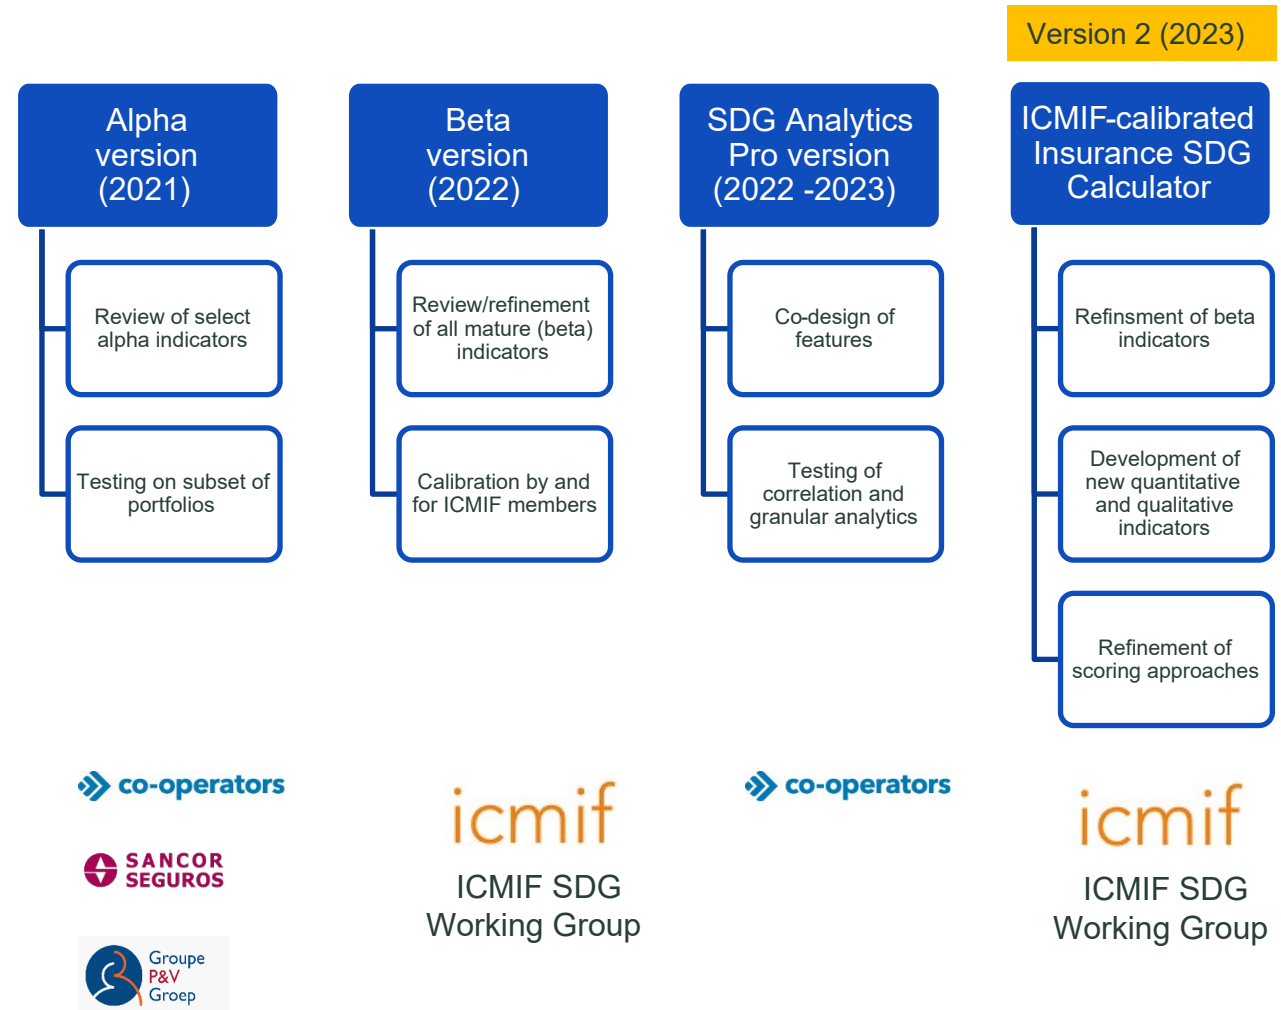 Version 2 (2023)
Alpha
version
(2021)
Review of select
alpha indicators
Testing on subset of
portfolios
Beta
version
(2022)
Review/refinement
of all mature (beta)
indicators
Calibration by and
for ICMIF members
SDG Analytics
Pro version
(2022 -2023)
Co-design of
features
Testing of
correlation and
granular analytics
ICMIF-calibrated
Insurance SDG
Calculator
Refinsment of beta
indicators
Development of
new quantitative
and qualitative
indicators
Refinement of
scoring approaches
co-operators
SANCOR
SEGUROS
Groupe
P&V
Groep
icmif
ICMIF SDG
Working Group
co-operators
icmif
ICMIF SDG
Working Group